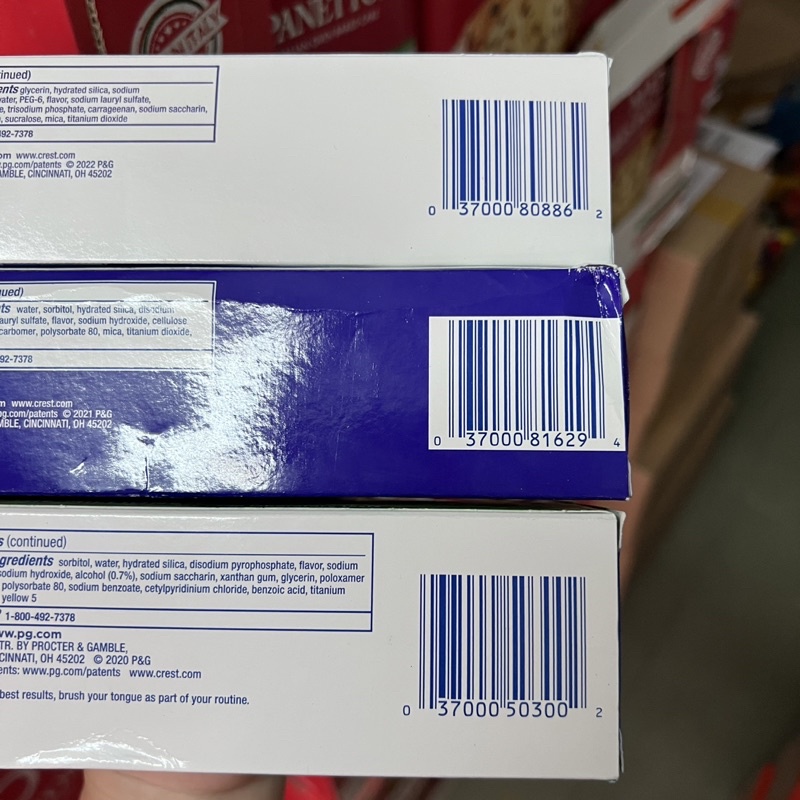 PANETTO
inued)
ents glycerin, hydrated silica, sodium
vater, PEG-6, flavor, sodium lauryl sulfate,
e, trisodium phosphate, carrageenan, sodium saccharin,
, sucralose, mica, titanium dioxide
492-7378
om www.crest.com
.pg.com/patents © 2022 P&G
AMBLE, CINCINNATI, OH 45202
0 37000 80886 2
nued)
ts water, sorbitol, hydrated silica, disodium
auryl sulfate, flavor, sodium hydroxide, cellulose
carbomer, polysorbate 80, mica, titanium dioxide,
92-7378
m www.crest.com
pg.com/patents © 2021 P&G
MBLE, CINCINNATI, OH 45202
0 37000 81629 4
s (continued)
gredients sorbitol, water, hydrated silica, disodium pyrophosphate, flavor, sodium
sodium hydroxide, alcohol (0.7%), sodium saccharin, xanthan gum, glycerin, poloxamer
polysorbate 80, sodium benzoate, cetylpyridinium chloride, benzoic acid, titanium
yellow 5
? 1-800-492-7378
ww.pg.com
TR. BY PROCTER & GAMBLE,
CINNATI, OH 45202 © 2020 P&G
ents: www.pg.com/patents www.crest.com
best results, brush your tongue as part of your routine.
0 37000 50300 2